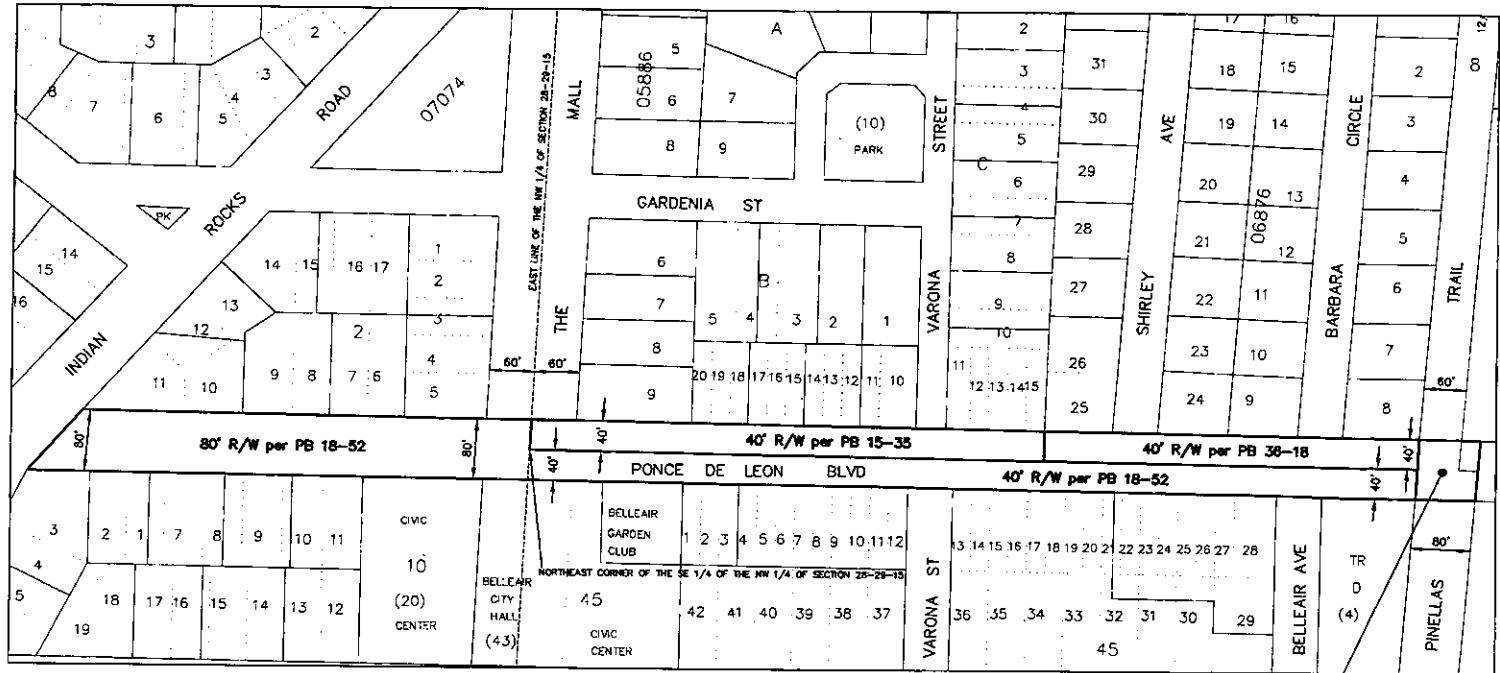 3
2
8
7
6
5
4
3
ROAD
07074
PK
ROCKS
INDIAN
14
15
16
14
15
16 17
1
2
3
4
5
13
12
11
10
9
8
2
7
6
EAST LINE OF THE NW 1/4 OF SECTION 28-29-15
THE
MALL
60'
60'
05886
5
6
7
8
9
A
(10)
PARK
GARDENIA ST
6
7
8
9
B
5
4
3
2
1
20 19 18 17 16 15 14 13 12 11 10
VARONA
STREET
2
3
4
5
C
6
7
8
9
10
11
12 13 14 15
31
30
29
28
27
26
25
SHIRLEY
AVE
17
16
18
15
19
14
20
13
06876
21
12
22
11
23
10
24
9
BARBARA
CIRCLE
2
3
4
5
6
7
8
TRAIL
8
12
60'
80'
80' R/W per PB 18-52
80'
40'
40' R/W per PB 15-35
40' R/W per PB 36-18
40'
40'
PONCE DE LEON BLVD
40' R/W per PB 18-52
40'
3
4
5
2
1
7
8
9
10
11
18
17
16
15
14
13
12
19
CIVIC
10
(20)
CENTER
BELLEAIR
CITY
HALL
(43)
BELLEAIR
GARDEN
CLUB
NORTHEAST CORNER OF THE SE 1/4 OF THE NW 1/4 OF SECTION 28-29-15
45
CIVIC
CENTER
1 2 3 4 5 6 7 8 9 10 11 12
42 41 40 39 38 37
VARONA ST
13 14 15 16 17 18 19 20 21 22 23 24 25 26 27 28
36 35 34 33 32 31 30 29
45
BELLEAIR AVE
TR
D
(4)
80'
PINELLAS